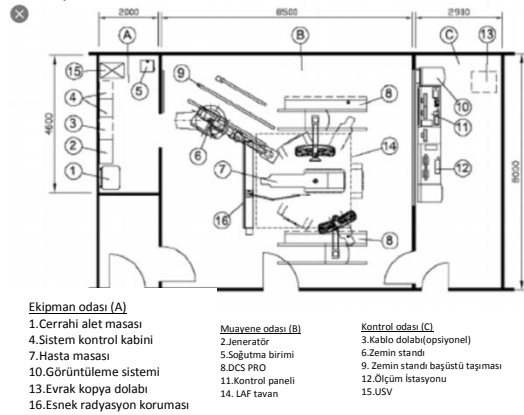 2000
8500
2900
A
B
C
15
5
9
8
13
4
10
4600
3
6
14
11
8000
2
7
12
1
16
8
Ekipman odası (A)
1.Cerrahi alet masası
4.Sistem kontrol kabini
7.Hasta masası
10.Görüntüleme sistemi
13.Evrak kopya dolabı
16.Esnek radyasyon koruması
Muayene odası (B)
2.Jeneratör
5.Soğutma birimi
8.DCS PRO
11.Kontrol paneli
14. LAF tavan
Kontrol odası (C)
3.Kablo dolabı(opsiyonel)
6.Zemin standı
9. Zemin standı başüstü taşıması
12.Ölçüm İstasyonu
15.USV